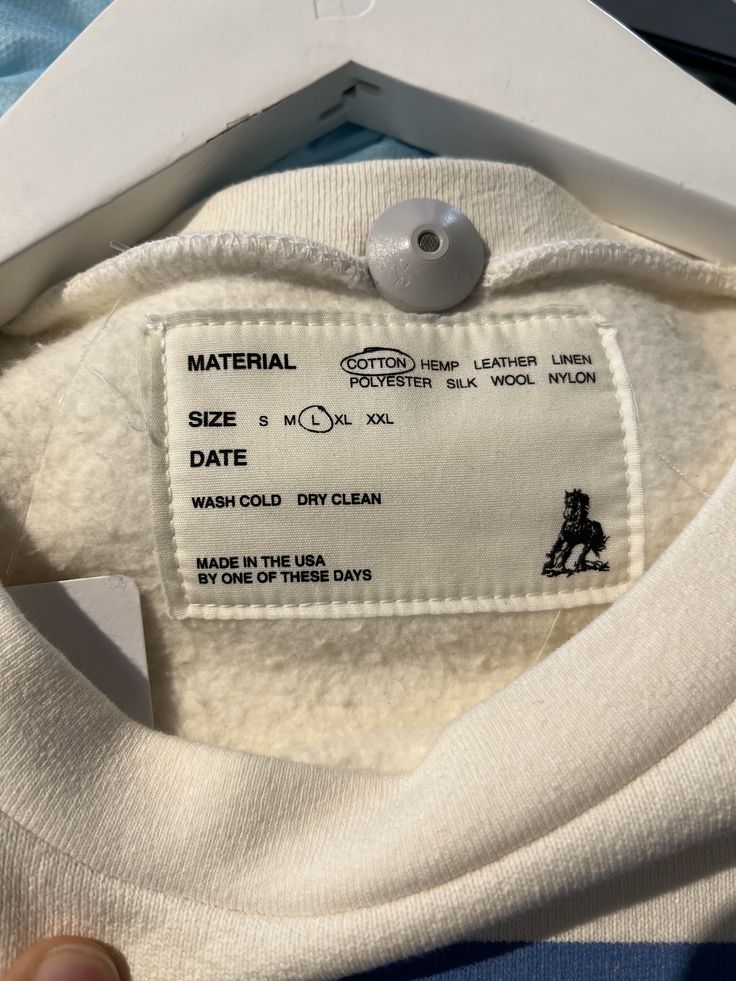 MATERIAL COTTON HEMP LEATHER LINEN
POLYESTER SILK WOOL NYLON
SIZE S M L XL XXL
DATE
WASH COLD DRY CLEAN
MADE IN THE USA
BY ONE OF THESE DAYS